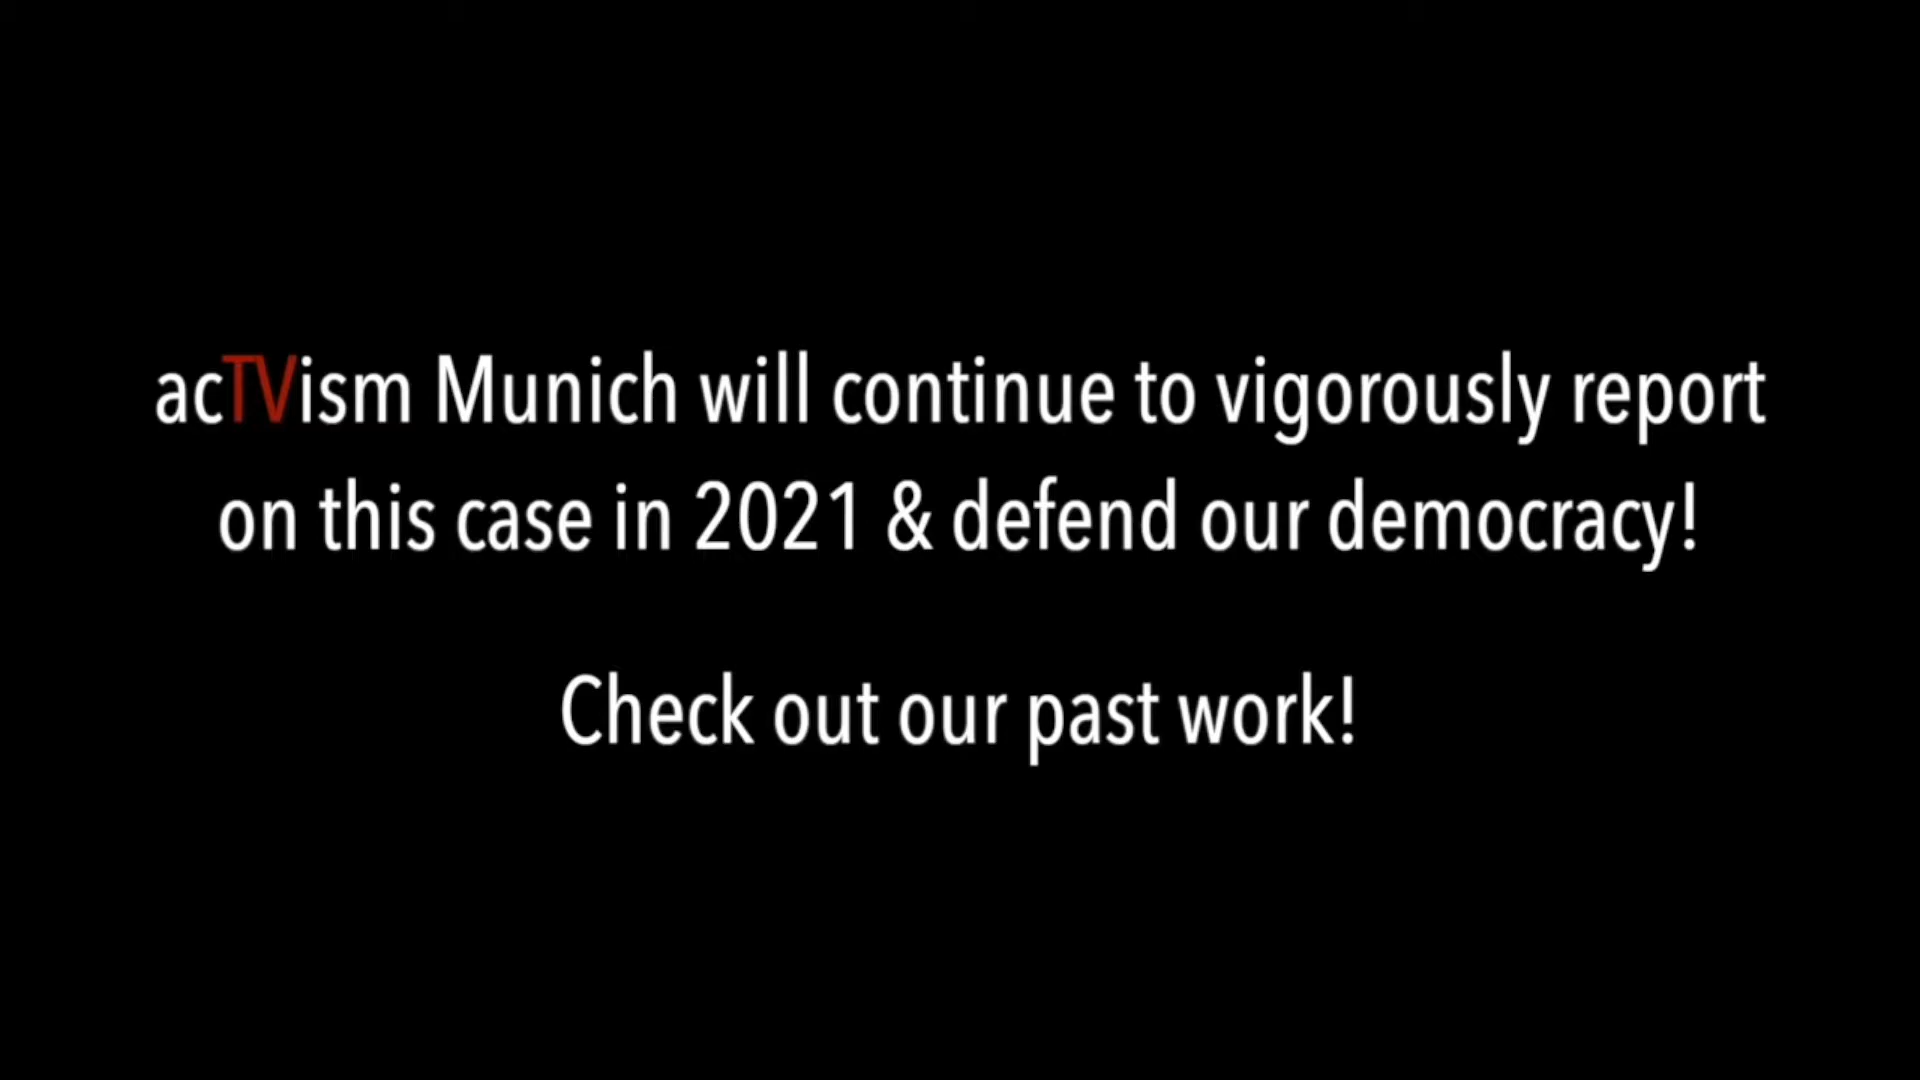 acTVism Munich will continue to vigorously report
on this case in 2021 & defend our democracy!
Check out our past work!